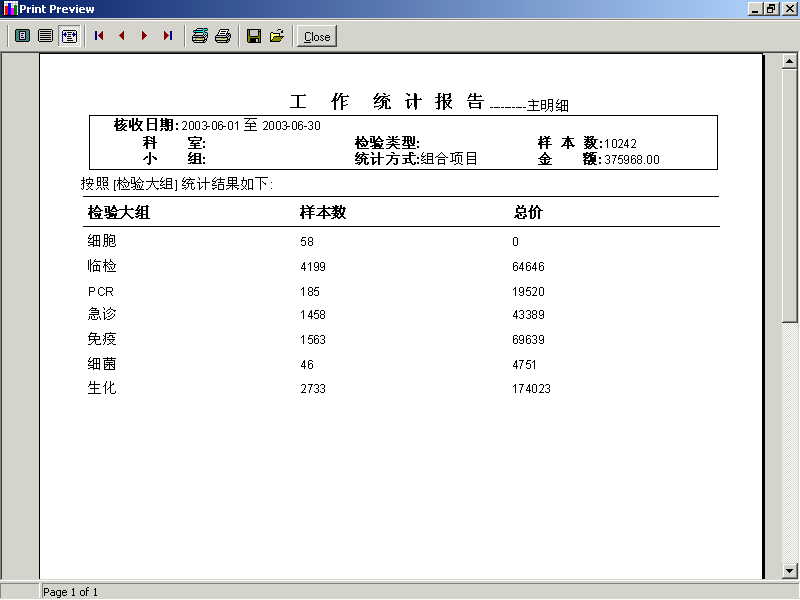 Print Preview
Close
工 作 统 计 报 告 ----------主明细
核收日期: 2003-06-01 至 2003-06-30
科 室: 检验类型: 样 本 数: 10242
小 组: 统计方式: 组合项目 金 额: 375968.00
按照 [检验大组] 统计结果如下:
检验大组 样本数 总价
细胞 58 0
临检 4199 64646
PCR 185 19520
急诊 1458 43389
免疫 1563 69639
细菌 46 4751
生化 2733 174023
Page 1 of 1